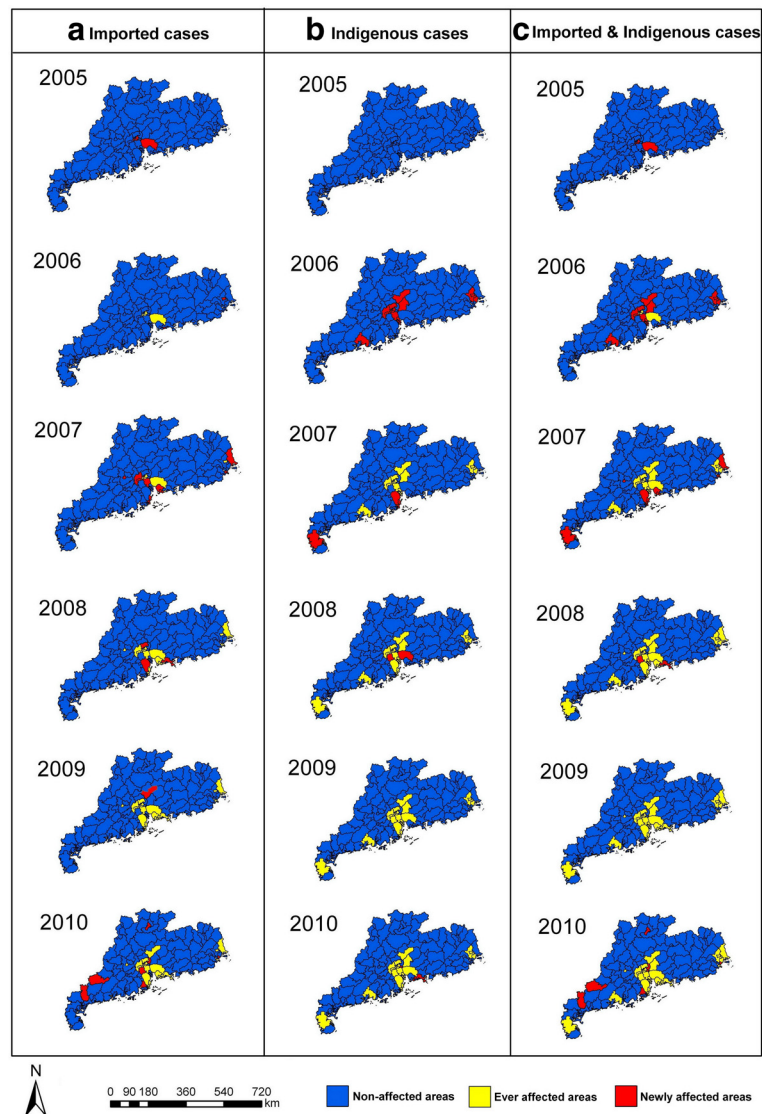 a Imported cases
b Indigenous cases
c Imported & Indigenous cases
2005
2005
2005
2006
2006
2006
2007
2007
2007
2008
2008
2008
2009
2009
2009
2010
2010
2010
N
0 90 180 360 540 720
km
Non-affected areas
Ever affected areas
Newly affected areas